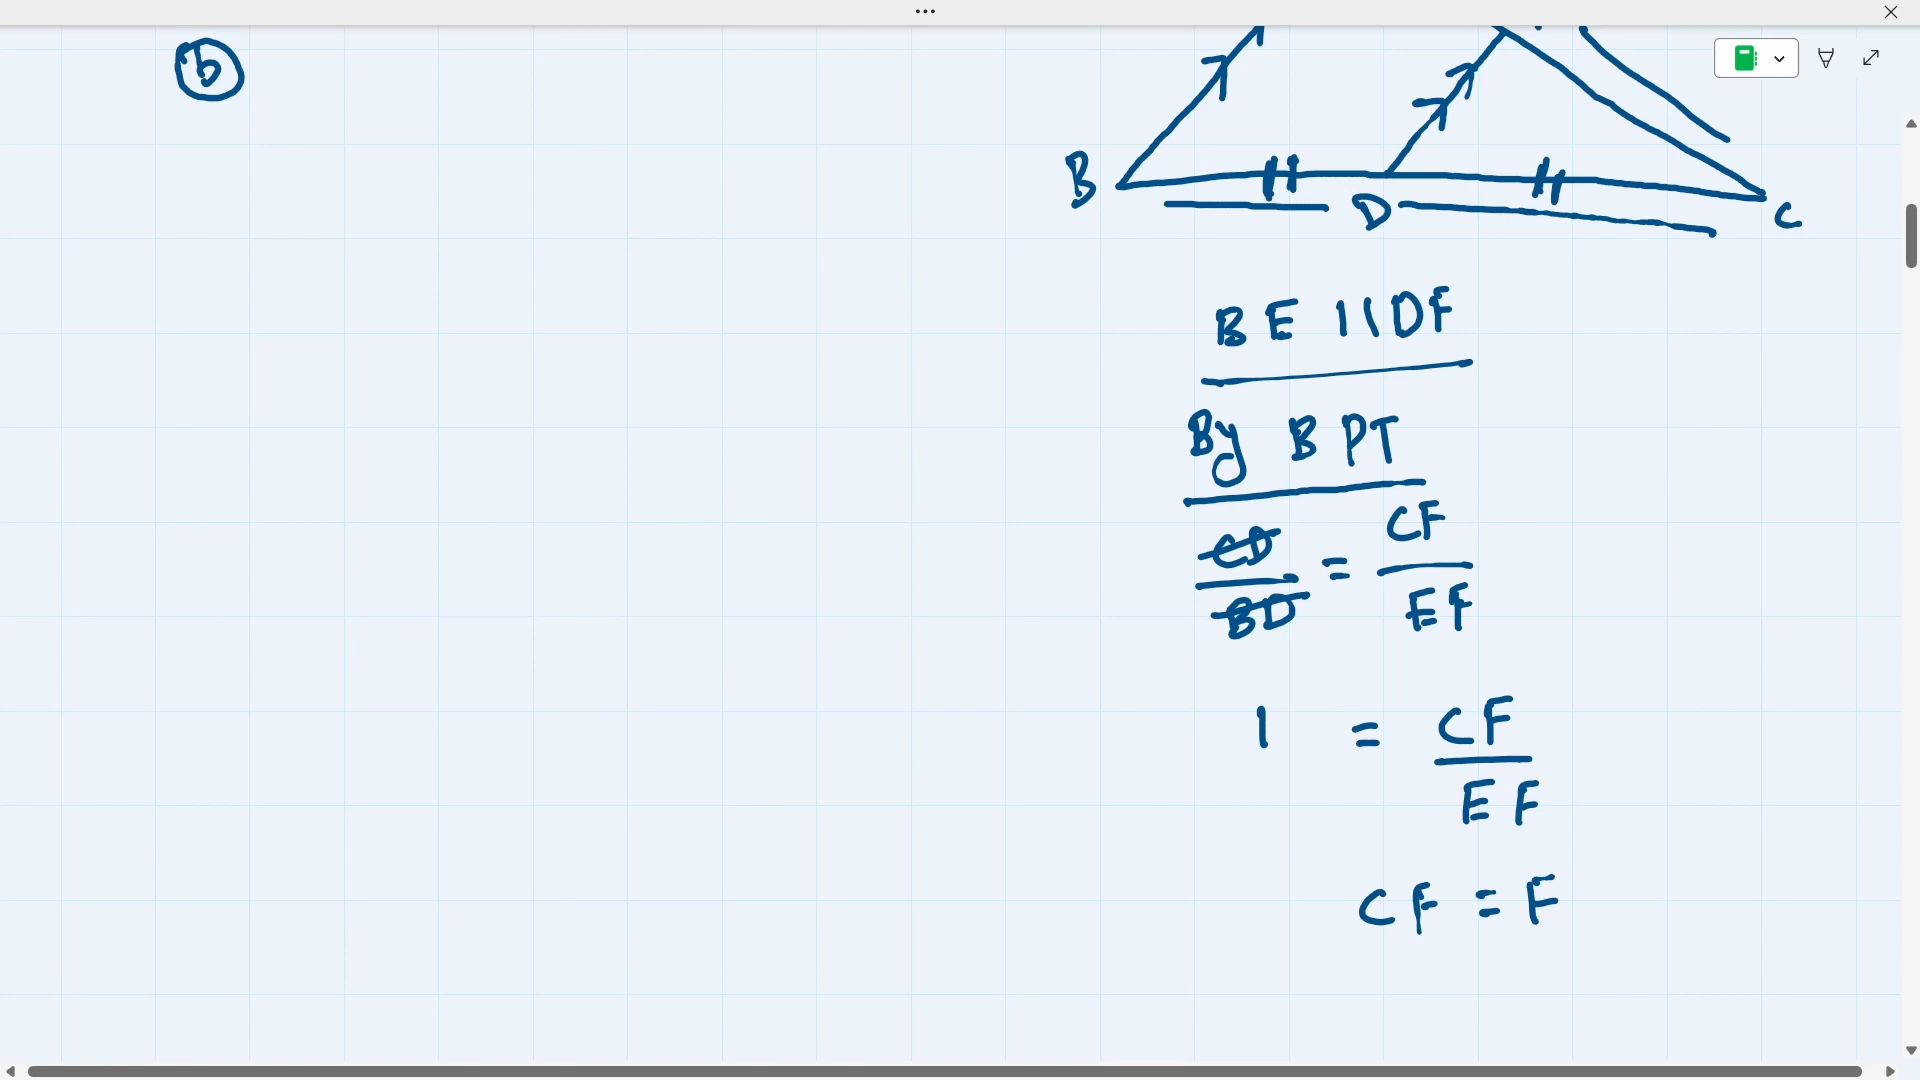 b
B
D
C
BE || DF
By BPT
CD/BD = CF/EF
1 = CF/EF
CF = F